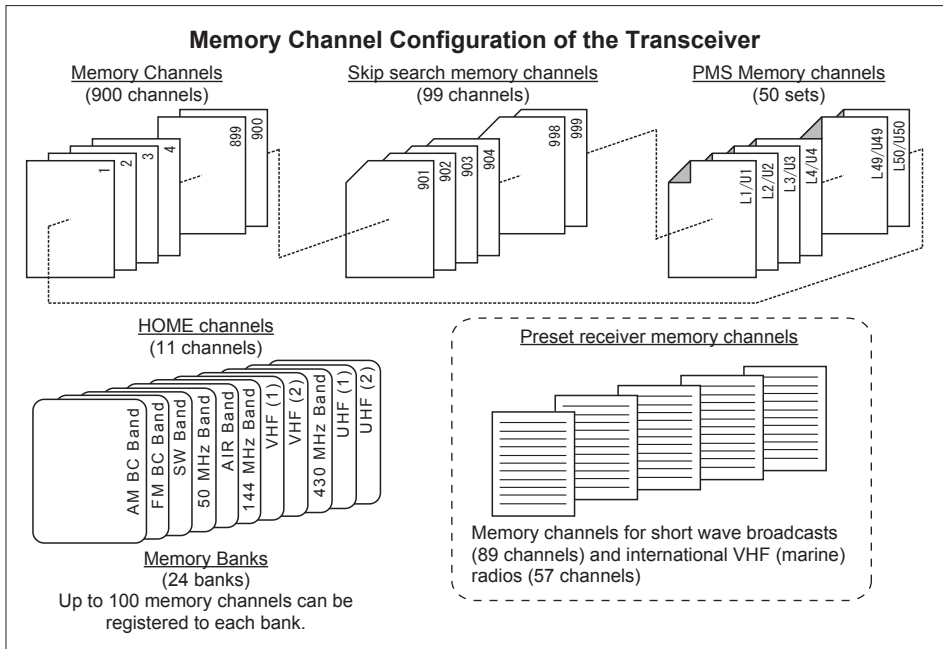 Memory Channel Configuration of the Transceiver
Memory Channels
(900 channels)
1
2
3
4
899
900
Skip search memory channels
(99 channels)
901
902
903
904
998
999
PMS Memory channels
(50 sets)
L1/U1
L2/U2
L3/U3
L4/U4
L49/U49
L50/U50
HOME channels
(11 channels)
AM BC Band
FM BC Band
SW Band
50 MHz Band
AIR Band
144 MHz Band
VHF (1)
VHF (2)
430 MHz Band
UHF (1)
UHF (2)
Memory Banks
(24 banks)
Up to 100 memory channels can be
registered to each bank.
Preset receiver memory channels
Memory channels for short wave broadcasts
(89 channels) and international VHF (marine)
radios (57 channels)